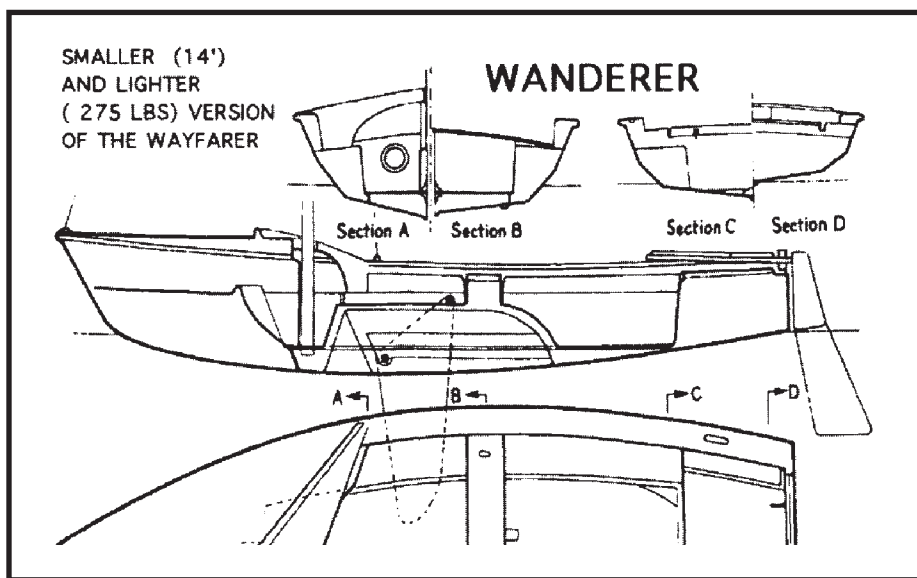 SMALLER (14')
AND LIGHTER
( 275 LBS) VERSION
OF THE WAYFARER
WANDERER
Section A Section B Section C Section D
A B C D